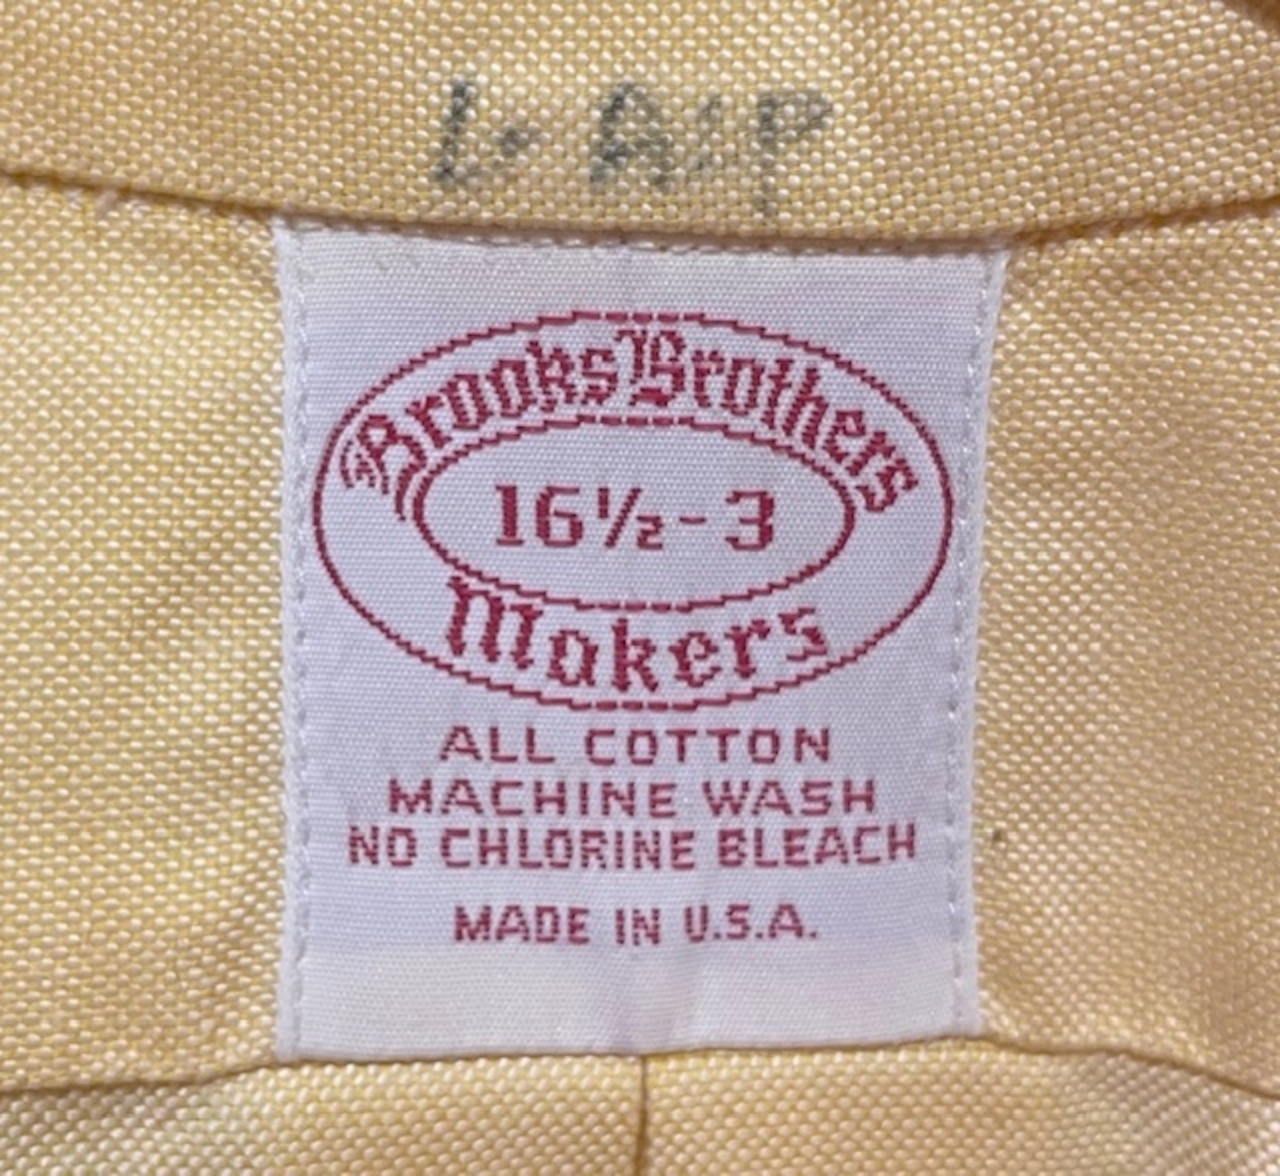 Brooks Brothers
16½-3
Makers
ALL COTTON
MACHINE WASH
NO CHLORINE BLEACH
MADE IN U.S.A.